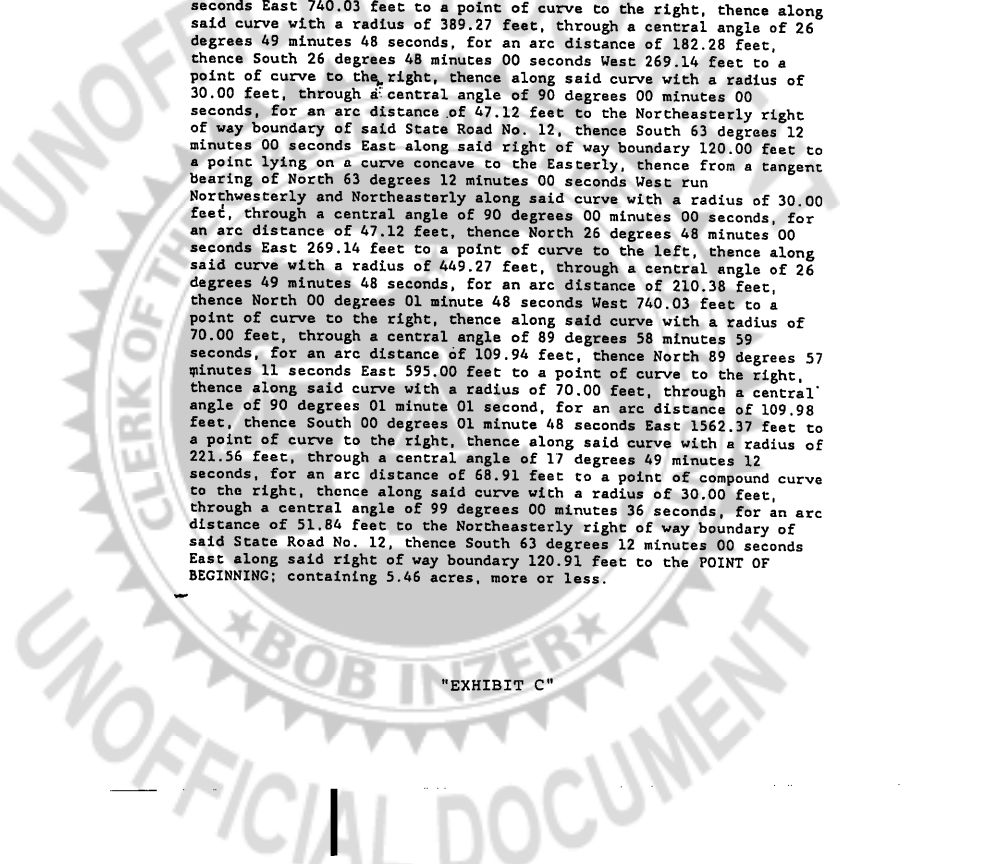 seconds East 740.03 feet to a point of curve to the right, thence along
said curve with a radius of 389.27 feet, through a central angle of 26
degrees 49 minutes 48 seconds, for an arc distance of 182.28 feet,
thence South 26 degrees 48 minutes 00 seconds West 269.14 feet to a
point of curve to the right, thence along said curve with a radius of
30.00 feet, through a central angle of 90 degrees 00 minutes 00
seconds, for an arc distance of 47.12 feet to the Northeasterly right
of way boundary of said State Road No. 12, thence South 63 degrees 12
minutes 00 seconds East along said right of way boundary 120.00 feet to
a point lying on a curve concave to the Easterly, thence from a tangent
bearing of North 63 degrees 12 minutes 00 seconds West run
Northwesterly and Northeasterly along said curve with a radius of 30.00
feet, through a central angle of 90 degrees 00 minutes 00 seconds, for
an arc distance of 47.12 feet, thence North 26 degrees 48 minutes 00
seconds East 269.14 feet to a point of curve to the left, thence along
said curve with a radius of 449.27 feet, through a central angle of 26
degrees 49 minutes 48 seconds, for an arc distance of 210.38 feet,
thence North 00 degrees 01 minute 48 seconds West 740.03 feet to a
point of curve to the right, thence along said curve with a radius of
70.00 feet, through a central angle of 89 degrees 58 minutes 59
seconds, for an arc distance of 109.94 feet, thence North 89 degrees 57
minutes 11 seconds East 595.00 feet to a point of curve to the right,
thence along said curve with a radius of 70.00 feet, through a central
angle of 90 degrees 01 minute 01 second, for an arc distance of 109.98
feet, thence South 00 degrees 01 minute 48 seconds East 1562.37 feet to
a point of curve to the right, thence along said curve with a radius of
221.56 feet, through a central angle of 17 degrees 49 minutes 12
seconds, for an arc distance of 68.91 feet to a point of compound curve
to the right, thonce along said curve with a radius of 30.00 feet,
through a central angle of 99 degrees 00 minutes 36 seconds, for an arc
distance of 51.84 feet to the Northeasterly right of way boundary of
said State Road No. 12, thence South 63 degrees 12 minutes 00 seconds
East along said right of way boundary 120.91 feet to the POINT OF
BEGINNING; containing 5.46 acres, more or less.
"EXHIBIT C"
CLERK OF THE
BOB INZER
UNOFFICIAL DOCUMENT